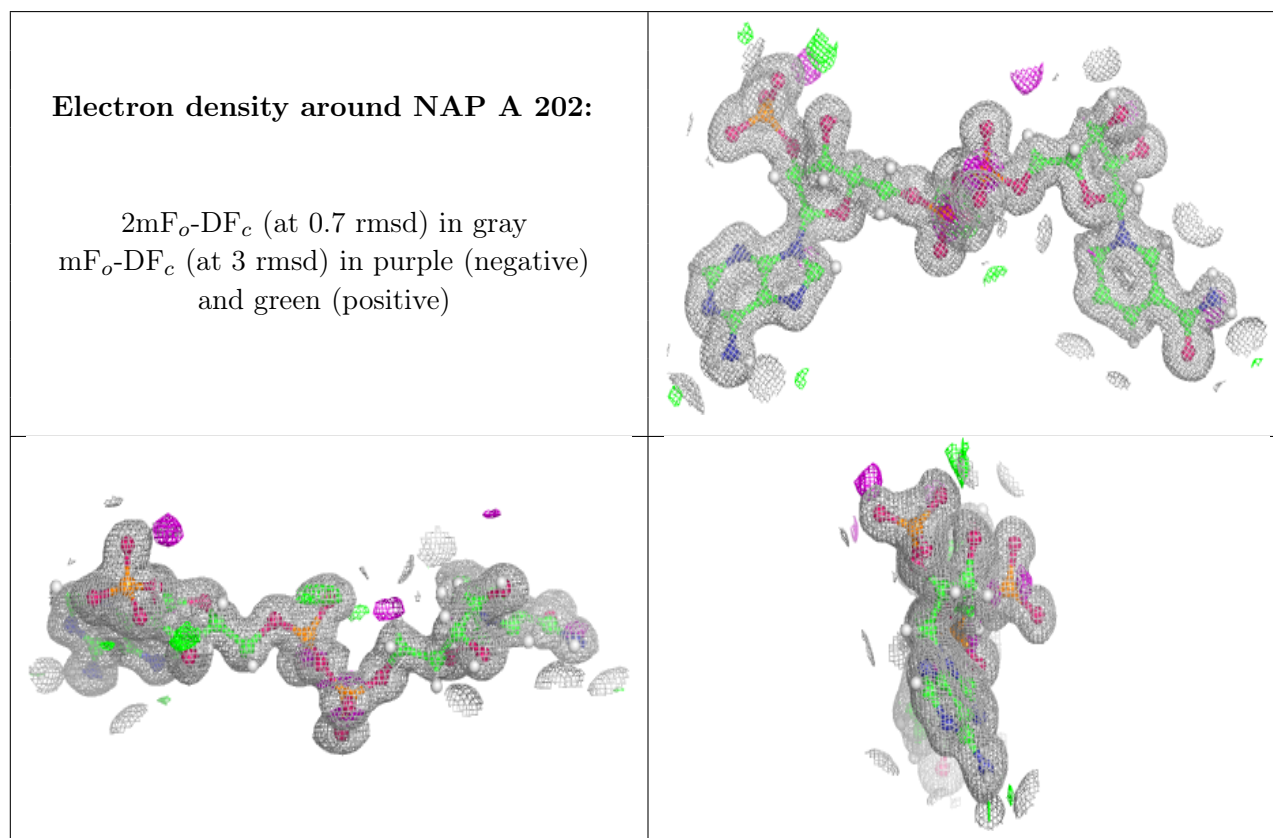 Electron density around NAP A 202:
2mFo-DFc (at 0.7 rmsd) in gray
mFo-DFc (at 3 rmsd) in purple (negative)
and green (positive)